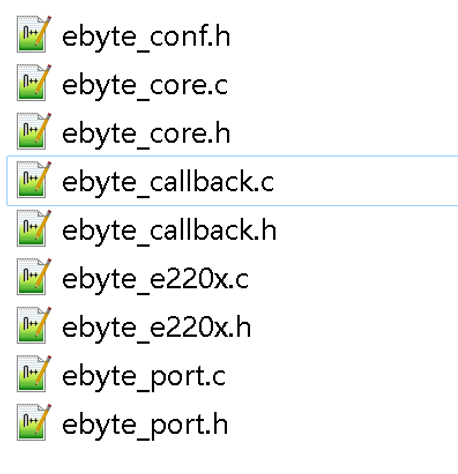 ebyte_conf.h
ebyte_core.c
ebyte_core.h
ebyte_callback.c
ebyte_callback.h
ebyte_e220x.c
ebyte_e220x.h
ebyte_port.c
ebyte_port.h